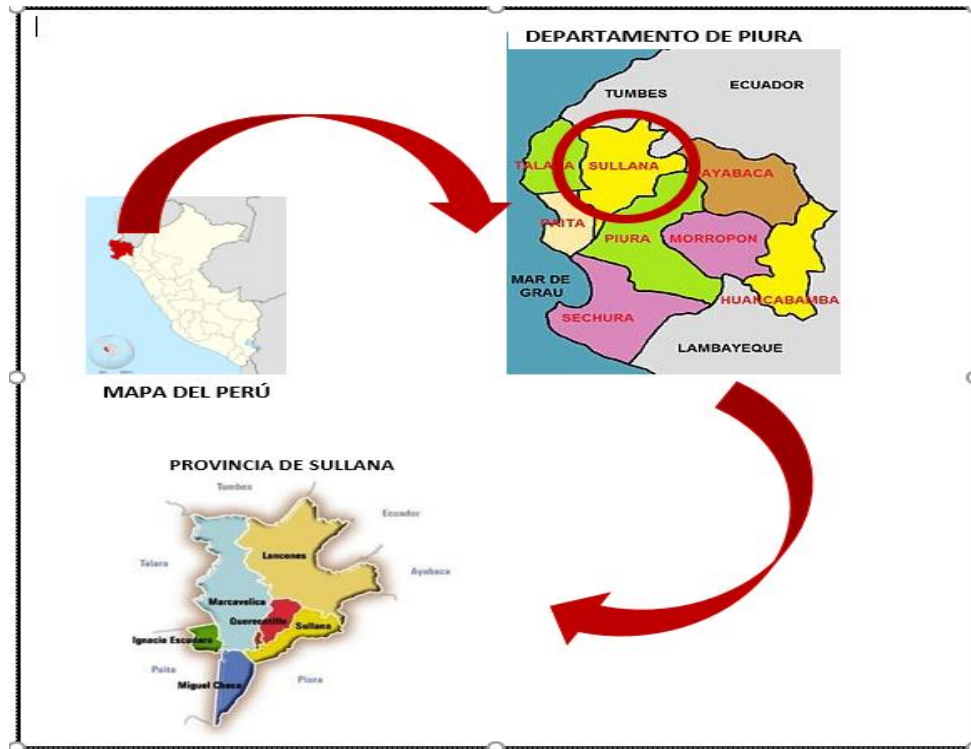 DEPARTAMENTO DE PIURA
ECUADOR
TUMBES
TALARA
SULLANA
AYABACA
PAITA
PIURA
MORROPON
MAR DE
GRAU
HUANCABAMBA
SECHURA
LAMBAYEQUE
MAPA DEL PERÚ
PROVINCIA DE SULLANA
Tumbes
Ecuador
Lancones
Talara
Ayabaca
Marcavelica
Querecotillo
Sullana
Ignacio Escudero
Paita
Miguel Checa
Piura